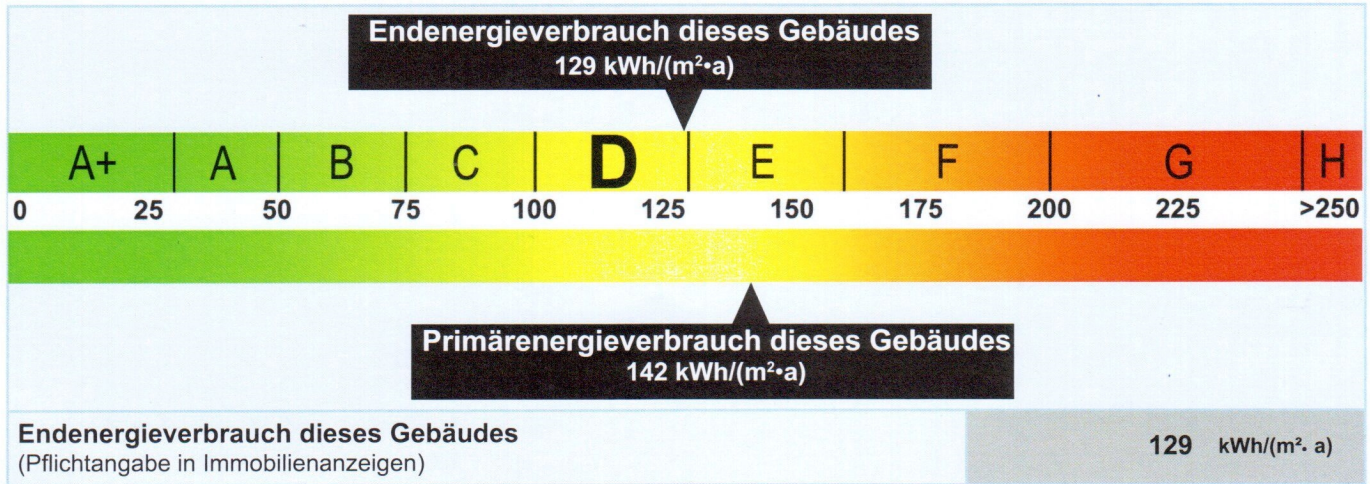 Endenergieverbrauch dieses Gebäudes
129 kWh/(m²•a)
A+ A B C D E F G H
0 25 50 75 100 125 150 175 200 225 >250
Primärenergieverbrauch dieses Gebäudes
142 kWh/(m²•a)
Endenergieverbrauch dieses Gebäudes
(Pflichtangabe in Immobilienanzeigen)
129 kWh/(m²· a)